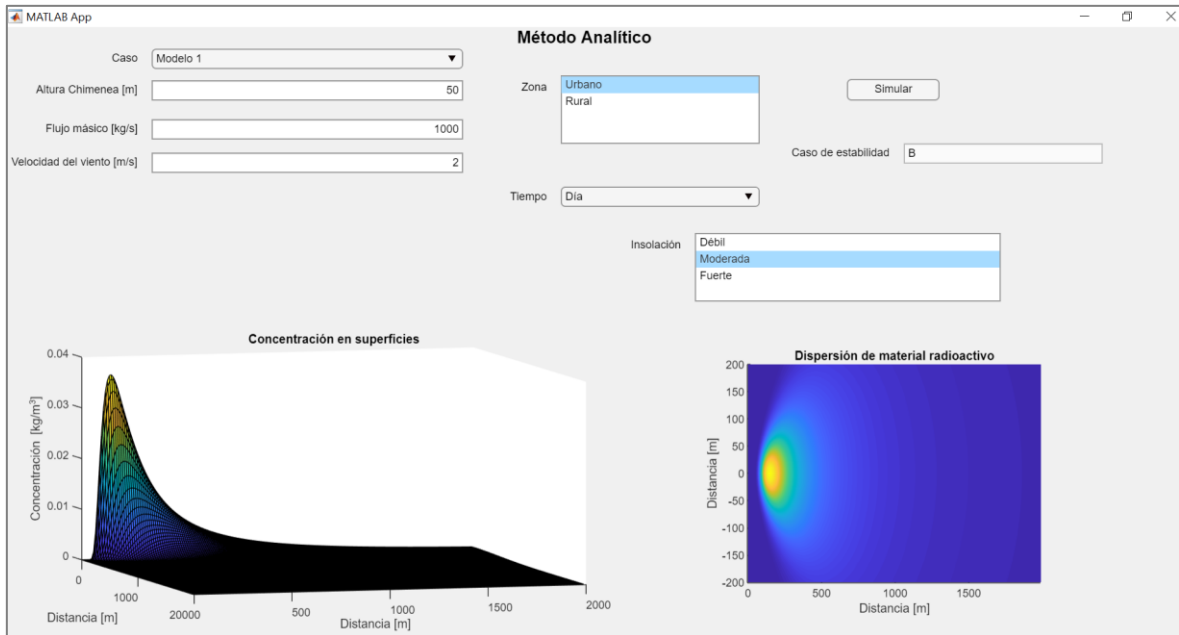 MATLAB App
Método Analítico
Caso
Modelo 1
Altura Chimenea [m]
50
Flujo másico [kg/s]
1000
Velocidad del viento [m/s]
2
Zona
Urbano
Rural
Simular
Caso de estabilidad
B
Tiempo
Día
Insolación
Débil
Moderada
Fuerte
Concentración en superficies
0.04
0.03
0.02
0.01
0
Concentración [kg/m³]
0
1000
20000
500
1000
1500
2000
Distancia [m]
Distancia [m]
Dispersión de material radioactivo
200
150
100
50
0
-50
-100
-150
-200
Distancia [m]
0
500
1000
1500
Distancia [m]